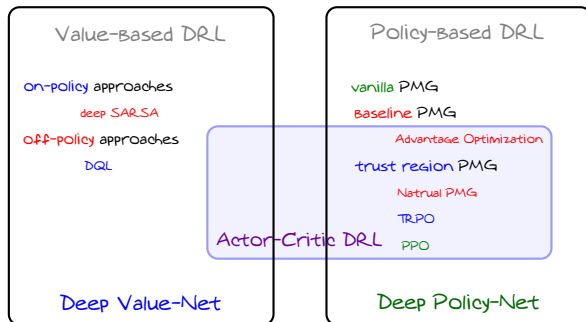 Value-based DRL
on-policy approaches
deep SARSA
off-policy approaches
DQL
Deep Value-Net
Policy-Based DRL
vanilla PMG
Baseline PMG
Advantage Optimization
trust region PMG
Natrual PMG
TRPO
PPO
Actor-Critic DRL
Deep Policy-Net